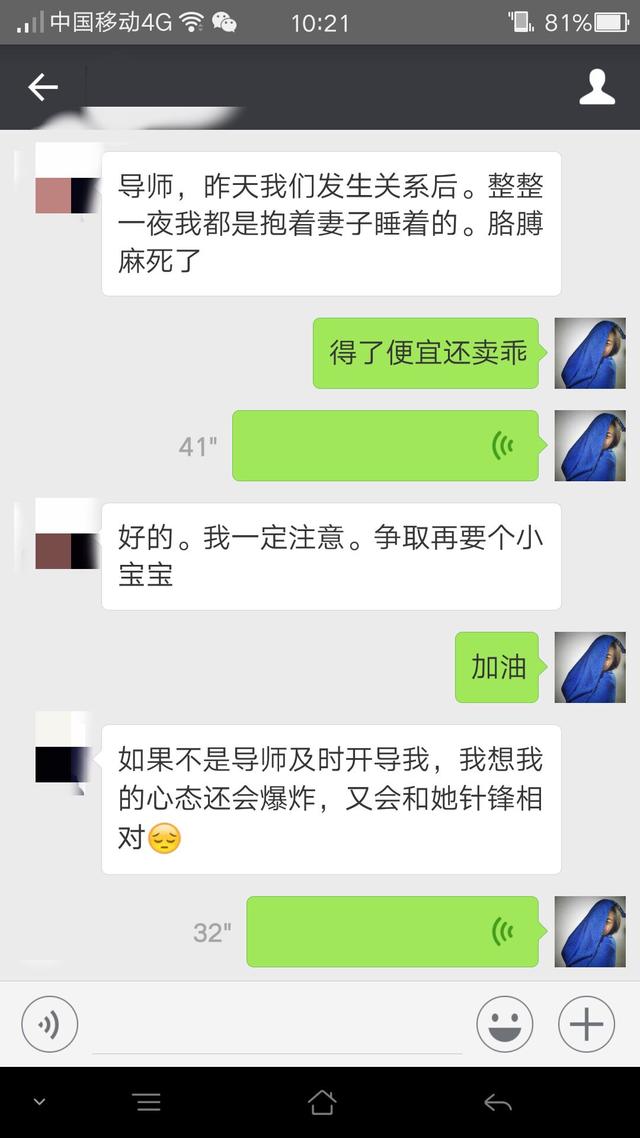 中国移动4G 10:21 81%
导师，昨天我们发生关系后。整整
一夜我都是抱着妻子睡着的。胳膊
麻死了
得了便宜还卖乖
41"
好的。我一定注意。争取再要个小
宝宝
加油
如果不是导师及时开导我，我想我
的心态还会爆炸，又会和她针锋相
对😔
32"